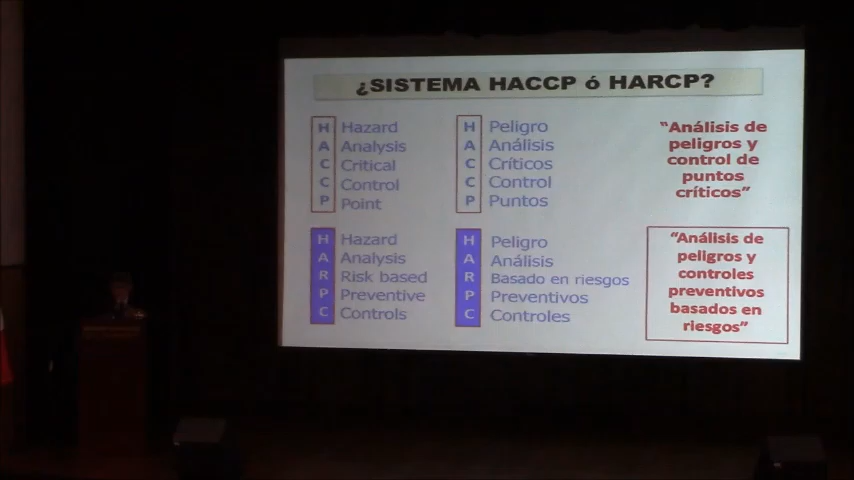 ¿SISTEMA HACCP ó HARCP?
H Hazard
A Analysis
C Critical
C Control
P Point
H Peligro
A Análisis
C Críticos
C Control
P Puntos
"Análisis de
peligros y
control de
puntos
críticos"
H Hazard
A Analysis
R Risk based
P Preventive
C Controls
H Peligro
A Análisis
R Basado en riesgos
P Preventivos
C Controles
"Análisis de
peligros y
controles
preventivos
basados en
riesgos"